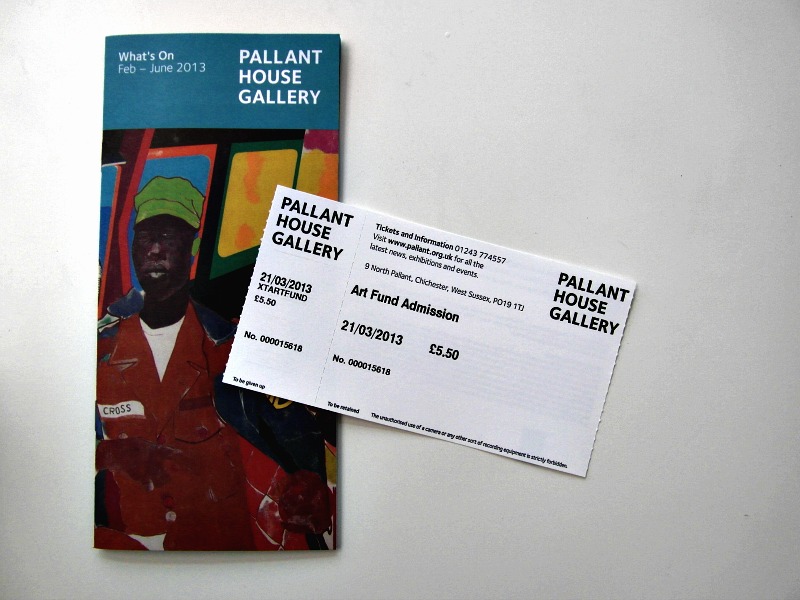 What's On
Feb – June 2013
PALLANT
HOUSE
GALLERY
CROSS
PALLANT
HOUSE
GALLERY
21/03/2013
XTARTFUND
£5.50
No. 000015618
To be given up
Tickets and Information 01243 774557
Visit www.pallant.org.uk for all the
latest news, exhibitions and events.
9 North Pallant, Chichester, West Sussex, PO19 1TJ
Art Fund Admission
21/03/2013 £5.50
No. 000015618
To be retained
The unauthorised use of a camera or any other sort of recording equipment is strictly forbidden.
PALLANT
HOUSE
GALLERY